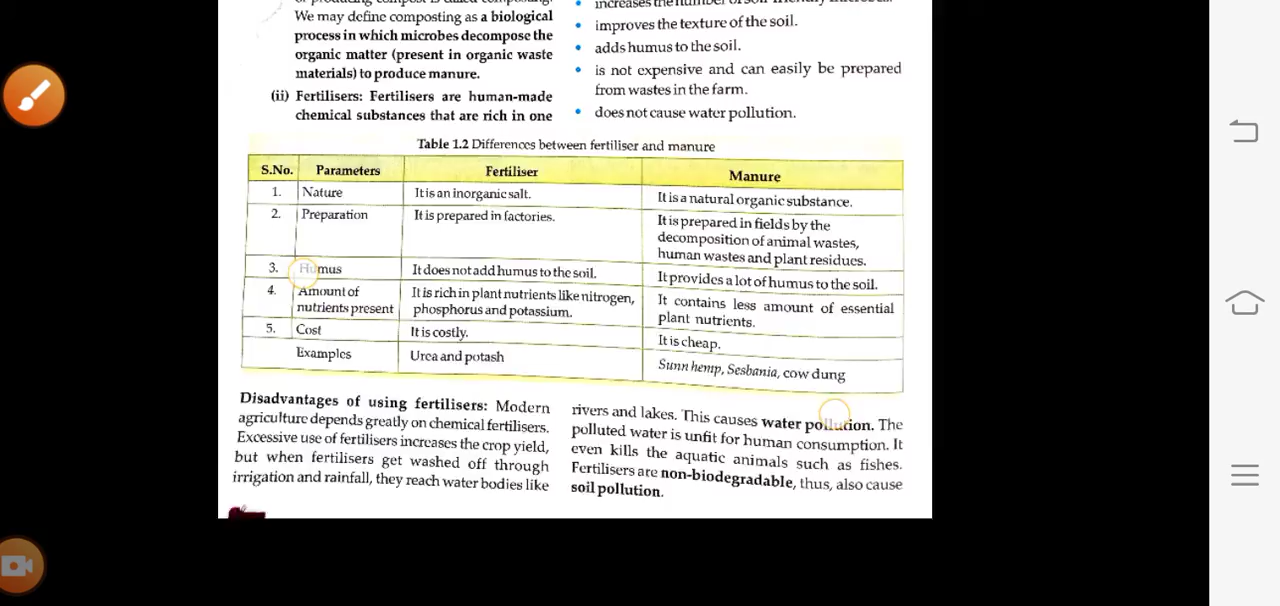 We may define composting as a biological
process in which microbes decompose the
organic matter (present in organic waste
materials) to produce manure.
(ii) Fertilisers: Fertilisers are human-made
chemical substances that are rich in one
• improves the texture of the soil.
• adds humus to the soil.
• is not expensive and can easily be prepared
from wastes in the farm.
• does not cause water pollution.
Table 1.2 Differences between fertiliser and manure
S.No. Parameters Fertiliser Manure
1. Nature It is an inorganic salt. It is a natural organic substance.
2. Preparation It is prepared in factories. It is prepared in fields by the
decomposition of animal wastes,
human wastes and plant residues.
3. Humus It does not add humus to the soil. It provides a lot of humus to the soil.
4. Amount of It is rich in plant nutrients like nitrogen, It contains less amount of essential
nutrients present phosphorus and potassium. plant nutrients.
5. Cost It is costly. It is cheap.
Examples Urea and potash Sunn hemp, Sesbania, cow dung
Disadvantages of using fertilisers: Modern
agriculture depends greatly on chemical fertilisers.
Excessive use of fertilisers increases the crop yield,
but when fertilisers get washed off through
irrigation and rainfall, they reach water bodies like
rivers and lakes. This causes water pollution. The
polluted water is unfit for human consumption. It
even kills the aquatic animals such as fishes.
Fertilisers are non-biodegradable, thus, also cause
soil pollution.